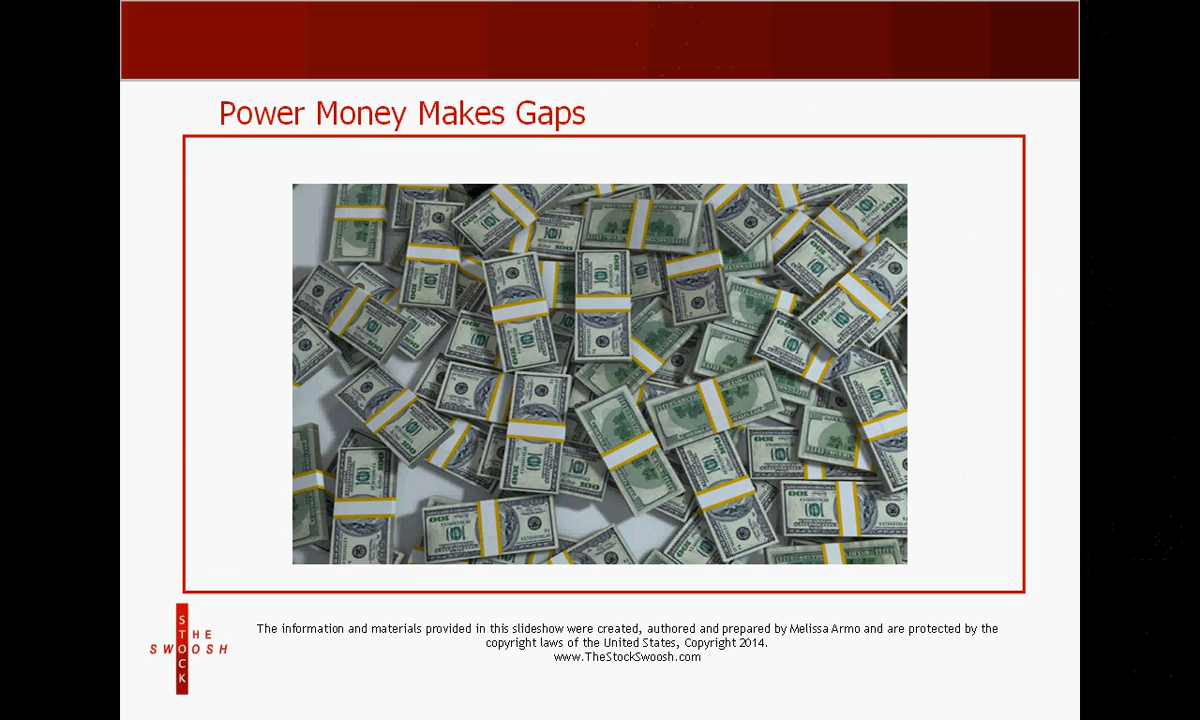 Power Money Makes Gaps
THE
SWOOSH
STOCK
The information and materials provided in this slideshow were created, authored and prepared by Melissa Armo and are protected by the
copyright laws of the United States, Copyright 2014.
www.TheStockSwoosh.com